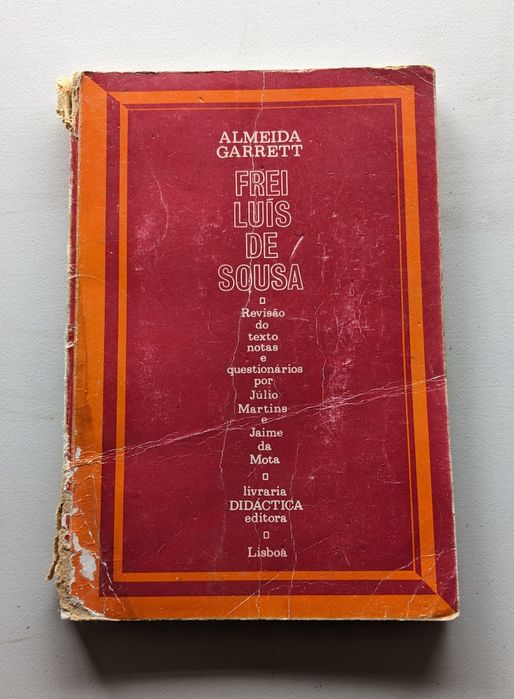 ALMEIDA
GARRETT
FREI
LUÍS
DE
SOUSA
Revisão
do
texto
notas
e
questionários
por
Júlio
Martins
e
Jaime
da
Mota
livraria
DIDÁCTICA
editora
Lisboa